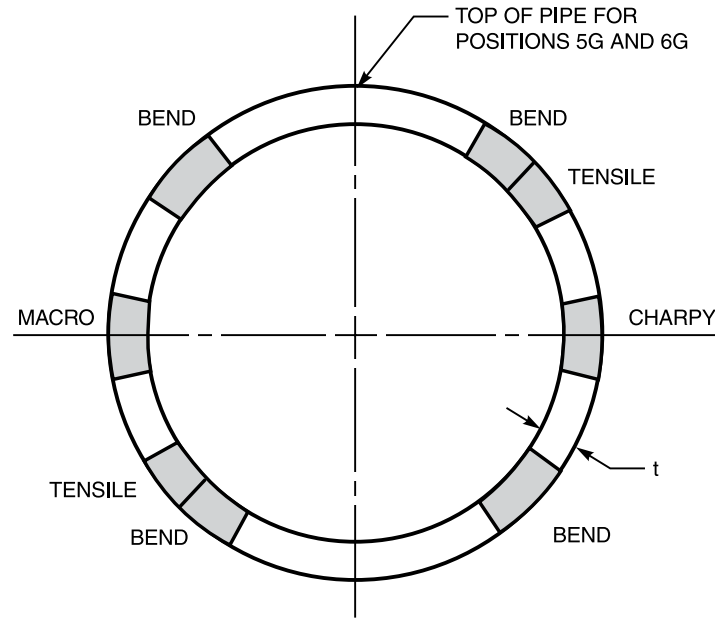 TOP OF PIPE FOR
POSITIONS 5G AND 6G
BEND
BEND
TENSILE
MACRO
CHARPY
t
TENSILE
BEND
BEND